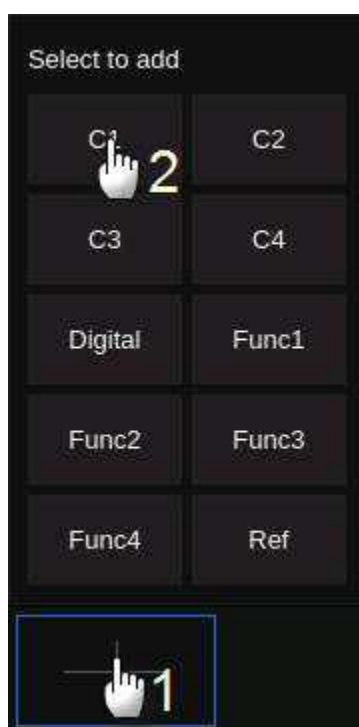 Select to add
C1 2 C2
C3 C4
Digital Func1
Func2 Func3
Func4 Ref
1